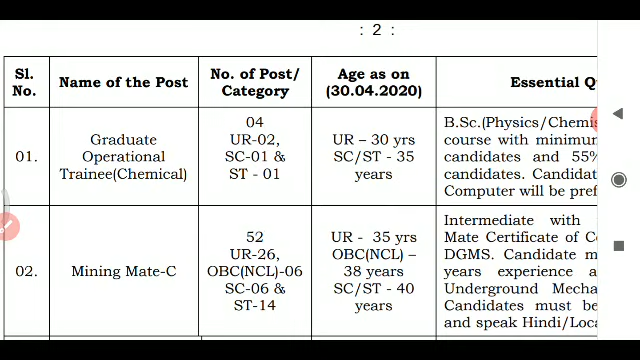 : 2 :
Sl. No. Name of the Post No. of Post/ Category Age as on (30.04.2020) Essential
01.
Graduate
Operational
Trainee(Chemical)
04
UR-02,
SC-01 &
ST - 01
UR – 30 yrs
SC/ST - 35
years
B.Sc.(Physics/Chemis
course with minimum
candidates and 55%
candidates. Candidat
Computer will be pref
02.
Mining Mate-C
52
UR-26,
OBC(NCL)-06
SC-06 &
ST-14
UR - 35 yrs
OBC(NCL) –
38 years
SC/ST - 40
years
Intermediate with
Mate Certificate of
DGMS. Candidate m
years experience a
Underground Mecha
Candidates must be
and speak Hindi/Loca